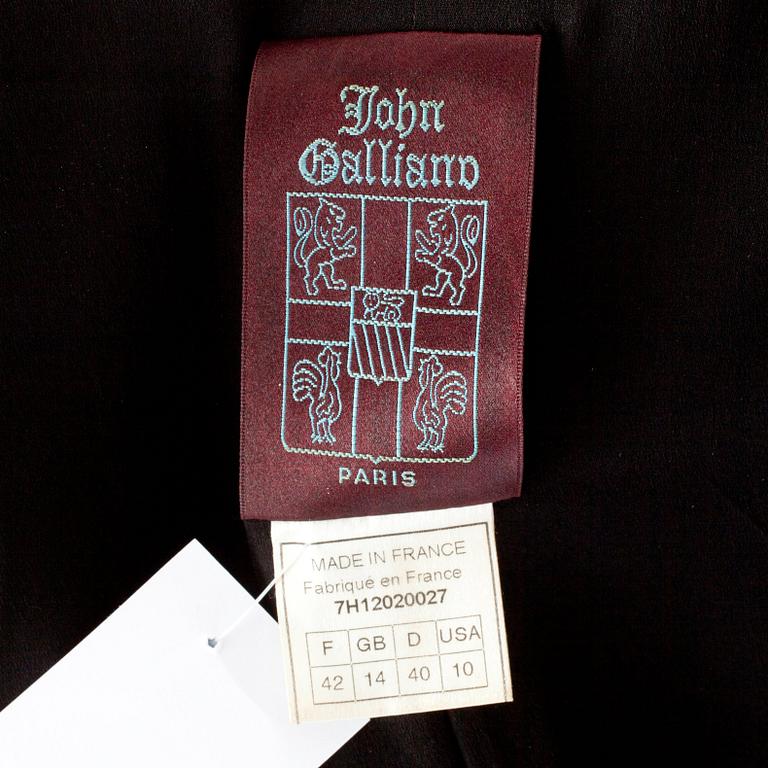 John
Galliano
PARIS
MADE IN FRANCE
Fabriqué en France
7H12020027
F GB D USA
42 14 40 10